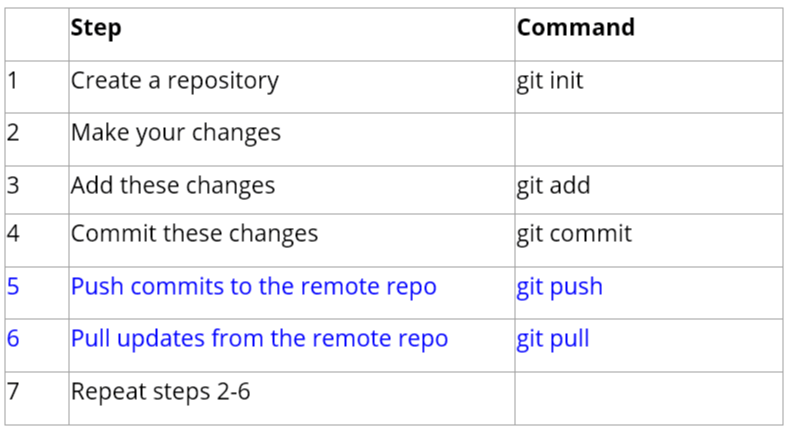 Step Command
1 Create a repository git init
2 Make your changes
3 Add these changes git add
4 Commit these changes git commit
5 Push commits to the remote repo git push
6 Pull updates from the remote repo git pull
7 Repeat steps 2-6